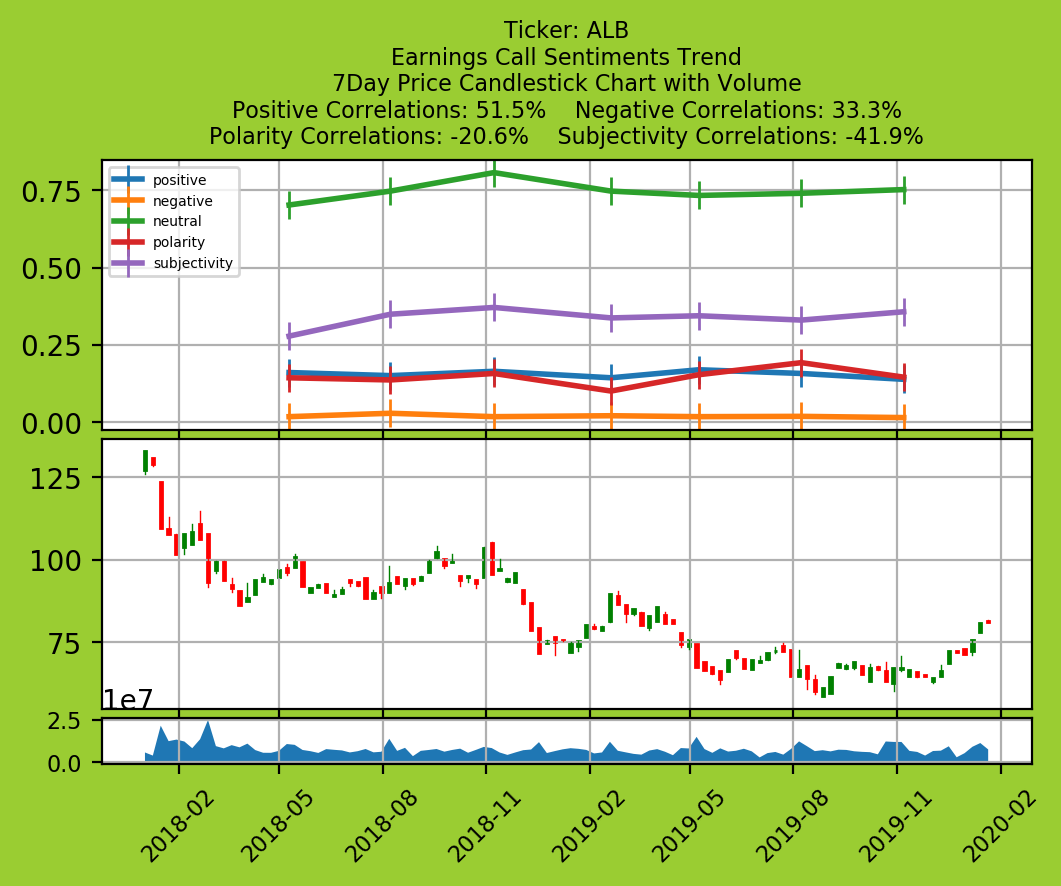 Ticker: ALB
Earnings Call Sentiments Trend
7Day Price Candlestick Chart with Volume
Positive Correlations: 51.5%    Negative Correlations: 33.3%
Polarity Correlations: -20.6%    Subjectivity Correlations: -41.9%
positive
negative
neutral
polarity
subjectivity
0.75
0.50
0.25
0.00
125
100
75
1e7
2.5
0.0
2018-02
2018-05
2018-08
2018-11
2019-02
2019-05
2019-08
2019-11
2020-02